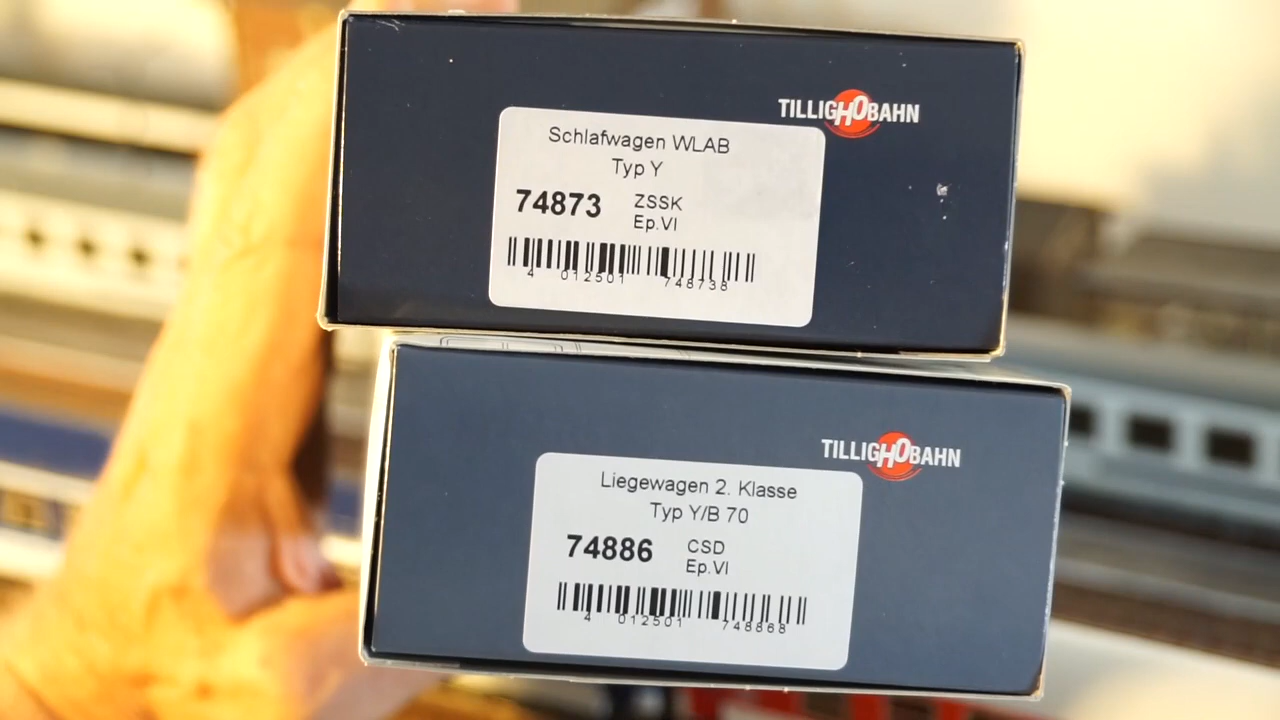 TILLIGH0BAHN
Schlafwagen WLAB
Typ Y
74873
ZSSK
Ep.VI
4 012501 748738
TILLIGH0BAHN
Liegewagen 2. Klasse
Typ Y/B 70
74886
CSD
Ep.VI
4 012501 748868